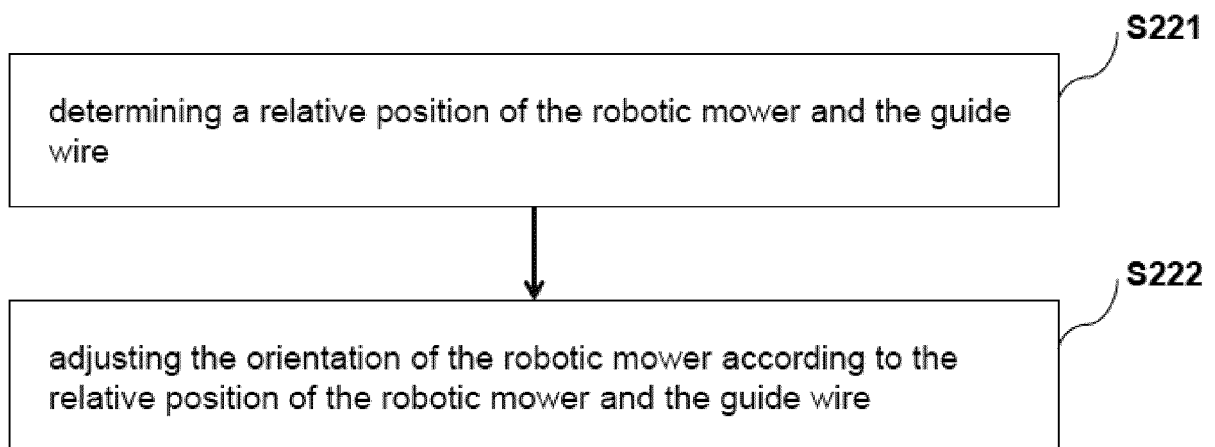 S221
determining a relative position of the robotic mower and the guide
wire
S222
adjusting the orientation of the robotic mower according to the
relative position of the robotic mower and the guide wire